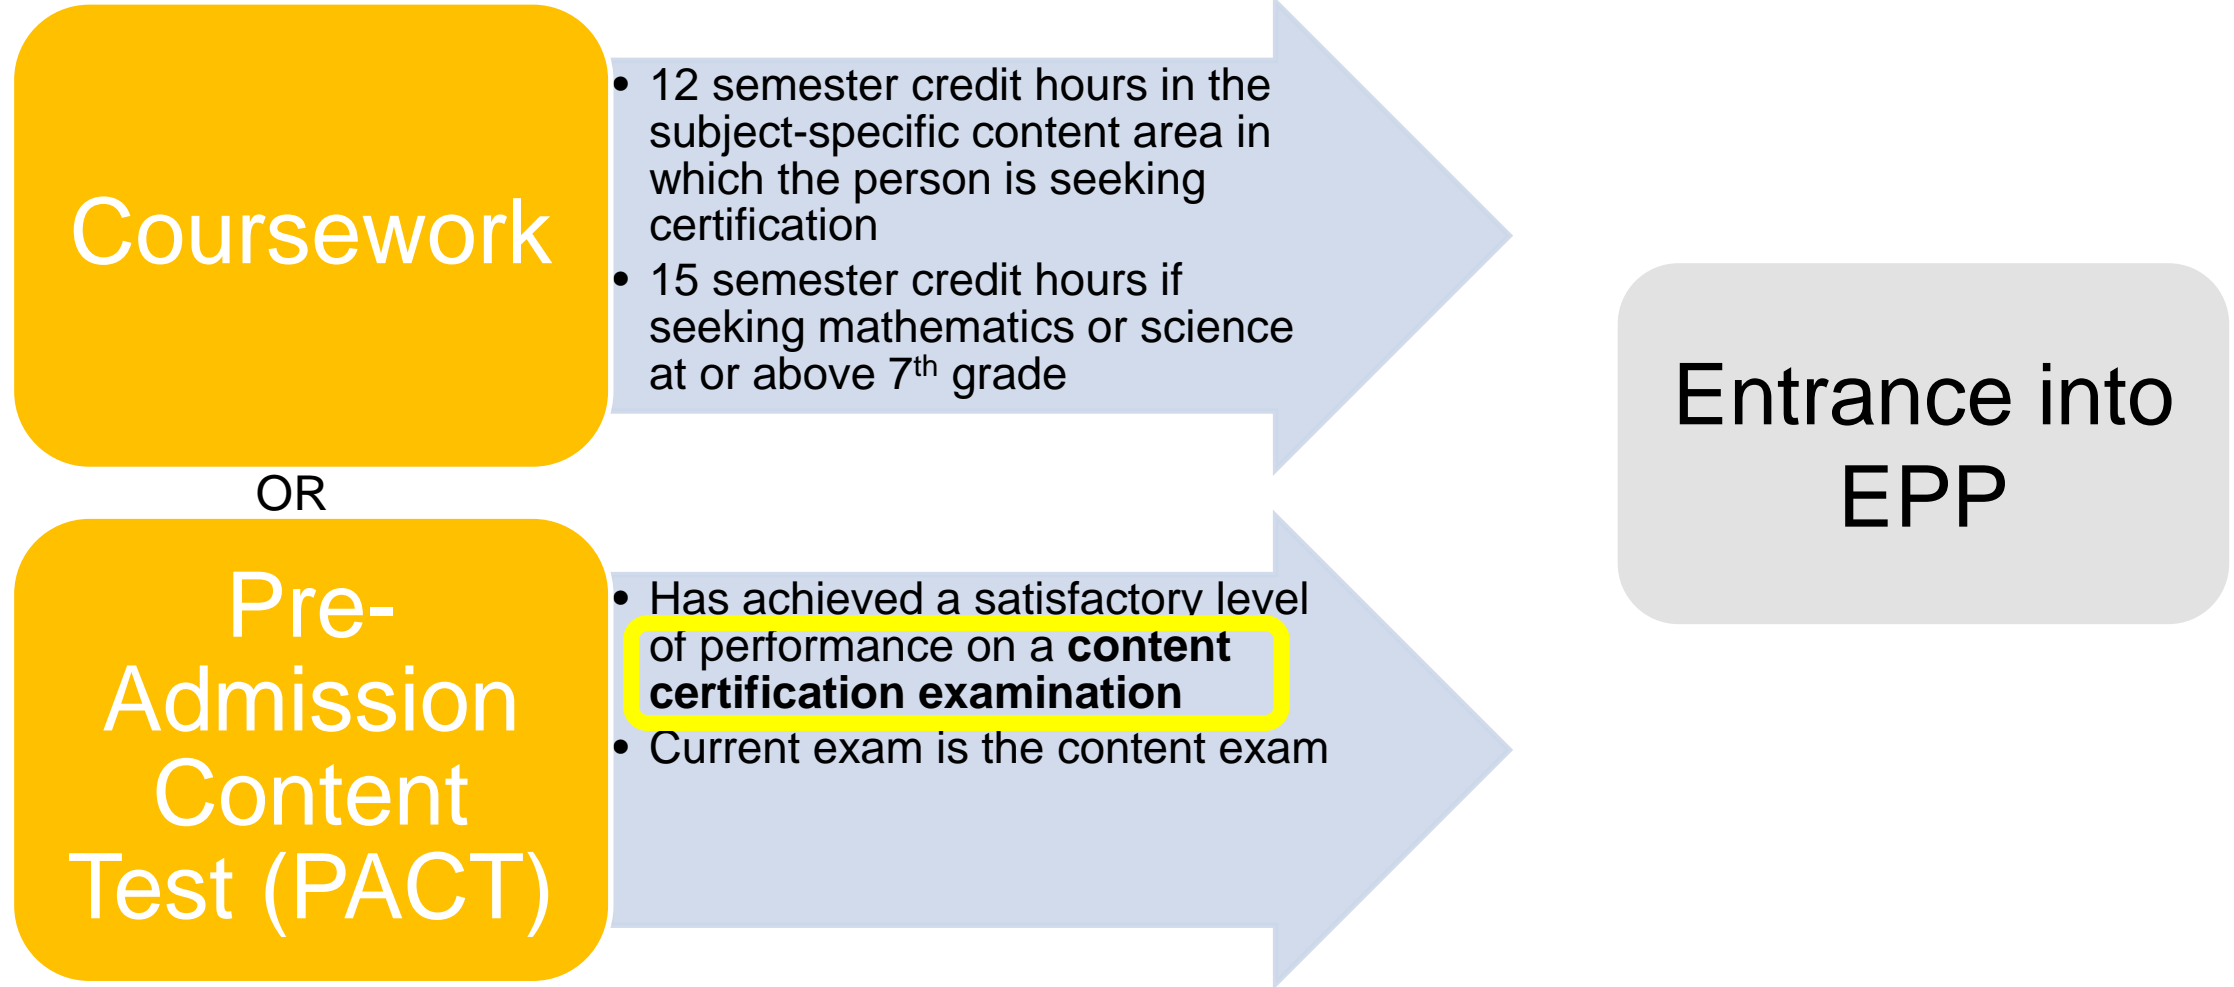 Coursework
• 12 semester credit hours in the
subject-specific content area in
which the person is seeking
certification
• 15 semester credit hours if
seeking mathematics or science
at or above 7th grade
OR
Pre-
Admission
Content
Test (PACT)
• Has achieved a satisfactory level
of performance on a content
certification examination
• Current exam is the content exam
Entrance into
EPP